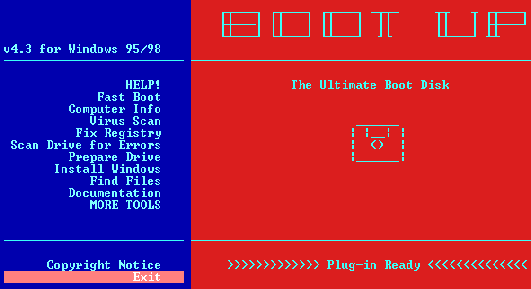 BOOT UP
v4.3 for Windows 95/98
HELP!
Fast Boot
Computer Info
Virus Scan
Fix Registry
Scan Drive for Errors
Prepare Drive
Install Windows
Find Files
Documentation
MORE TOOLS
Copyright Notice
Exit
The Ultimate Boot Disk
>>>>>>>>>>>>> Plug-in Ready <<<<<<<<<<<<<<